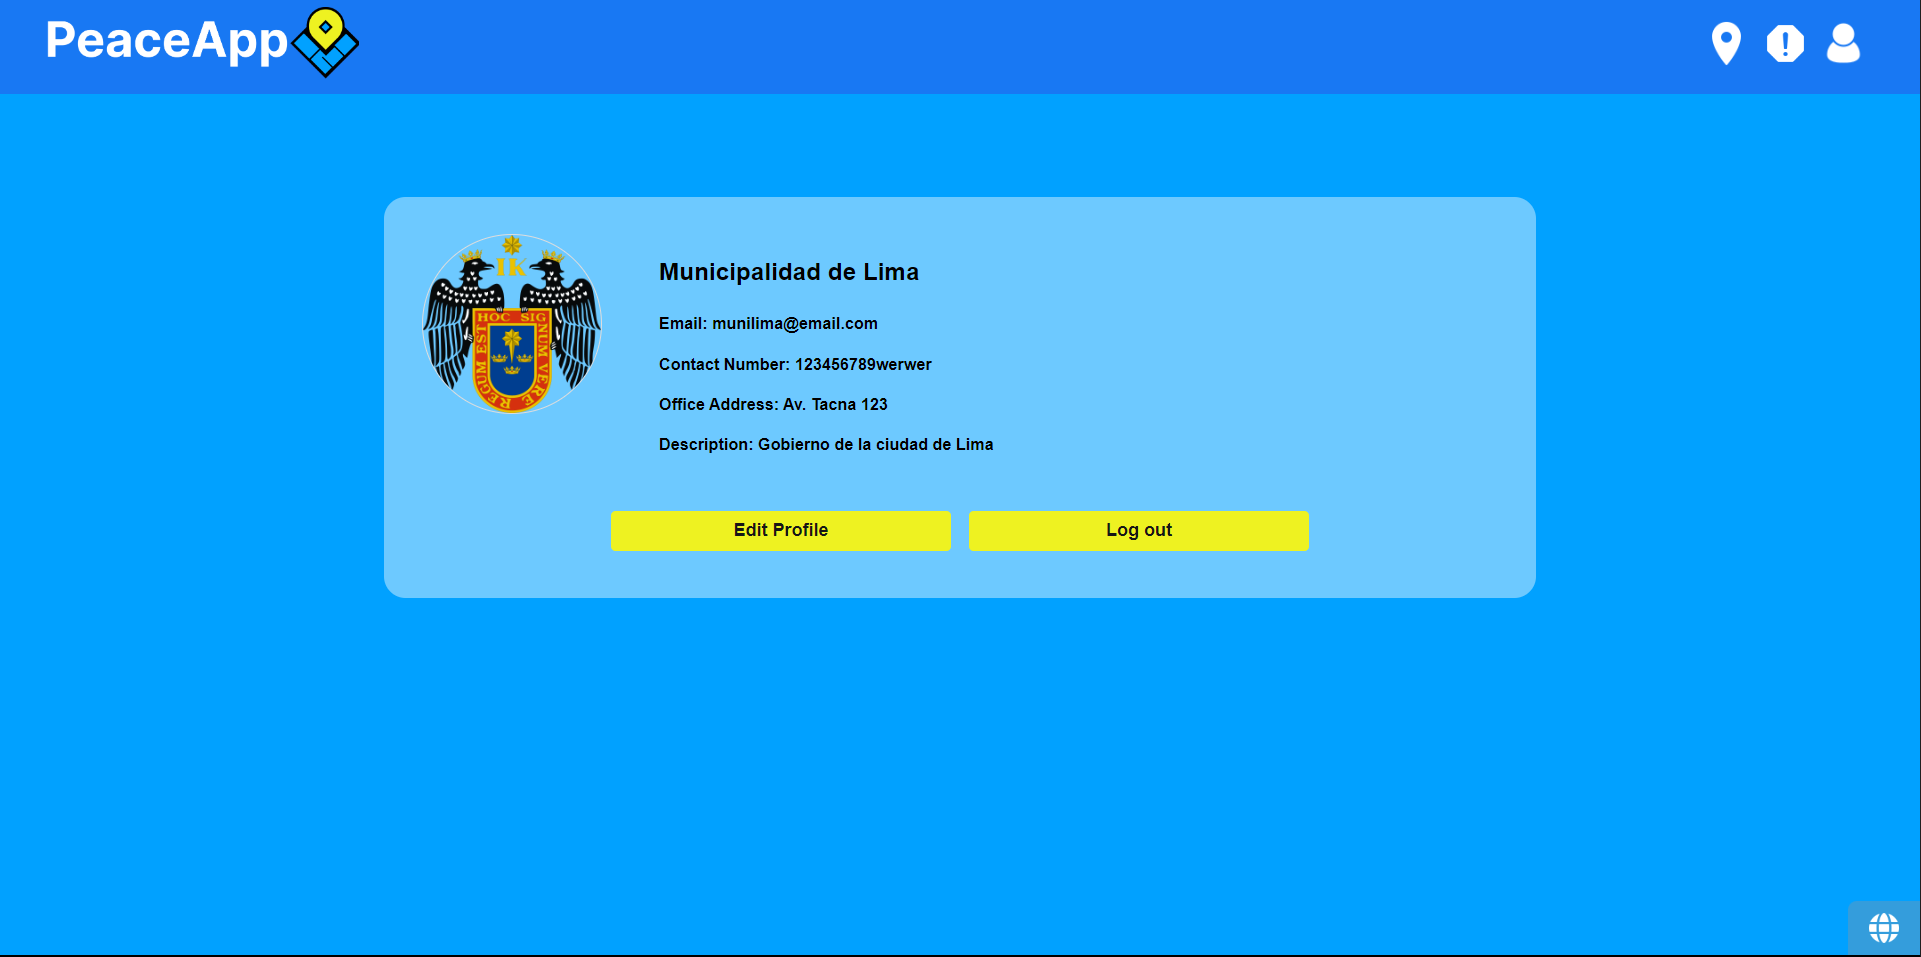 PeaceApp
IK
HOC SIGNUM VERE REGUM EST
Municipalidad de Lima
Email: munilima@email.com
Contact Number: 123456789werwer
Office Address: Av. Tacna 123
Description: Gobierno de la ciudad de Lima
Edit Profile
Log out